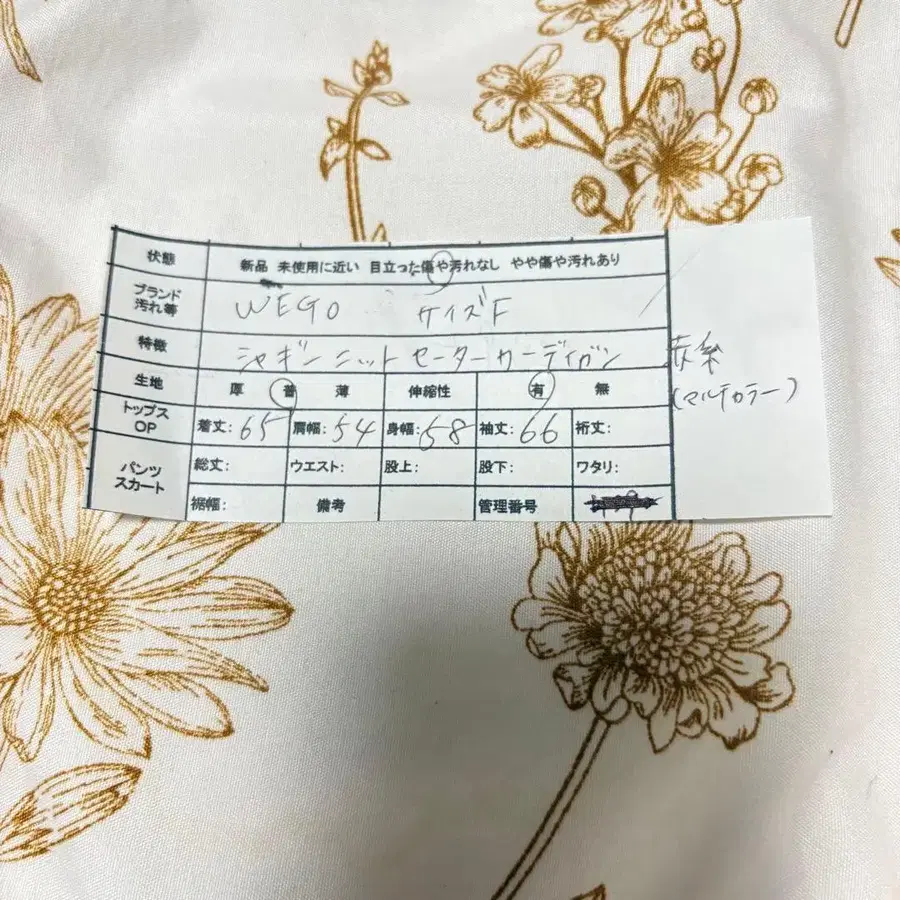 状態 新品 未使用に近い 目立った傷や汚れなし やや傷や汚れあり
ブランド汚れ等 WEGO サイズF
特徴 シャギーニットセーターカーディガン 赤系
(マルチカラー)
生地 厚 普 薄 伸縮性 有 無
トップスOP 着丈:65 肩幅:54 身幅:58 袖丈:66 裄丈:
パンツスカート 総丈: ウエスト: 股上: 股下: ワタリ:
裾幅: 備考 管理番号